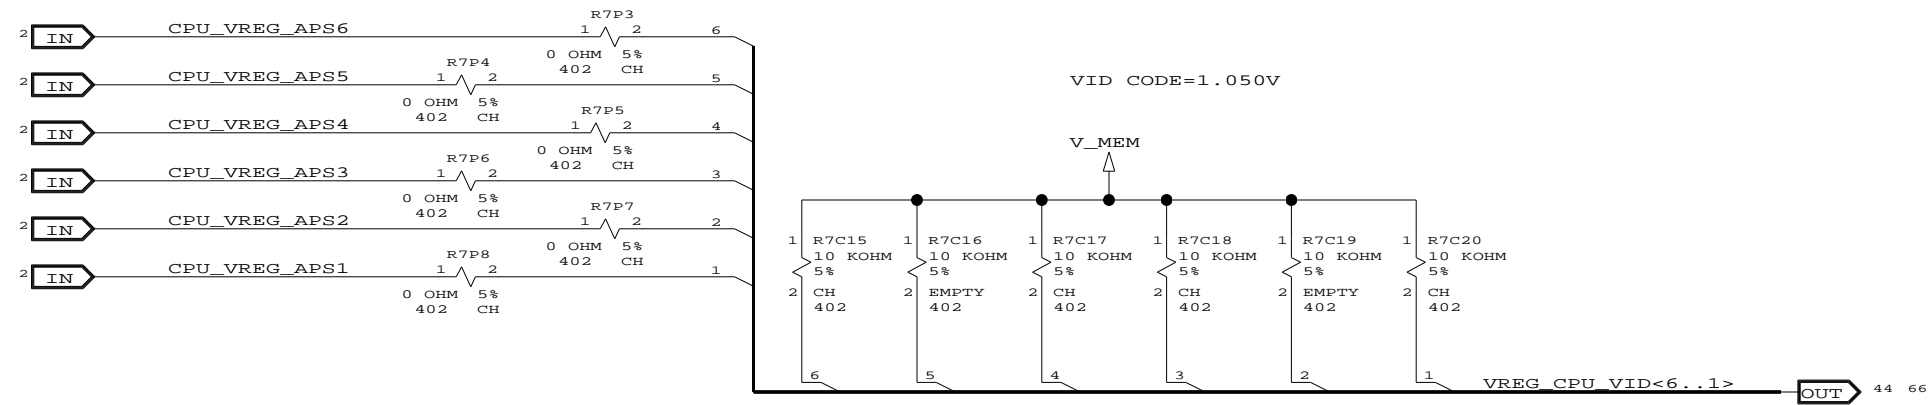 R7P3
2 IN CPU_VREG_APS6 1 2 6
0 OHM 5%
402 CH
R7P4
2 IN CPU_VREG_APS5 1 2 5
0 OHM 5%
402 CH
R7P5
2 IN CPU_VREG_APS4 1 2 4
0 OHM 5%
402 CH
R7P6
2 IN CPU_VREG_APS3 1 2 3
0 OHM 5%
402 CH
R7P7
2 IN CPU_VREG_APS2 1 2 2
0 OHM 5%
402 CH
R7P8
2 IN CPU_VREG_APS1 1 2 1
0 OHM 5%
402 CH
VID CODE=1.050V
V_MEM
1 R7C15
10 KOHM
5%
2 CH
402
6
1 R7C16
10 KOHM
5%
2 EMPTY
402
5
1 R7C17
10 KOHM
5%
2 CH
402
4
1 R7C18
10 KOHM
5%
2 CH
402
3
1 R7C19
10 KOHM
5%
2 EMPTY
402
2
1 R7C20
10 KOHM
5%
2 CH
402
1
VREG_CPU_VID<6..1> OUT 44 66